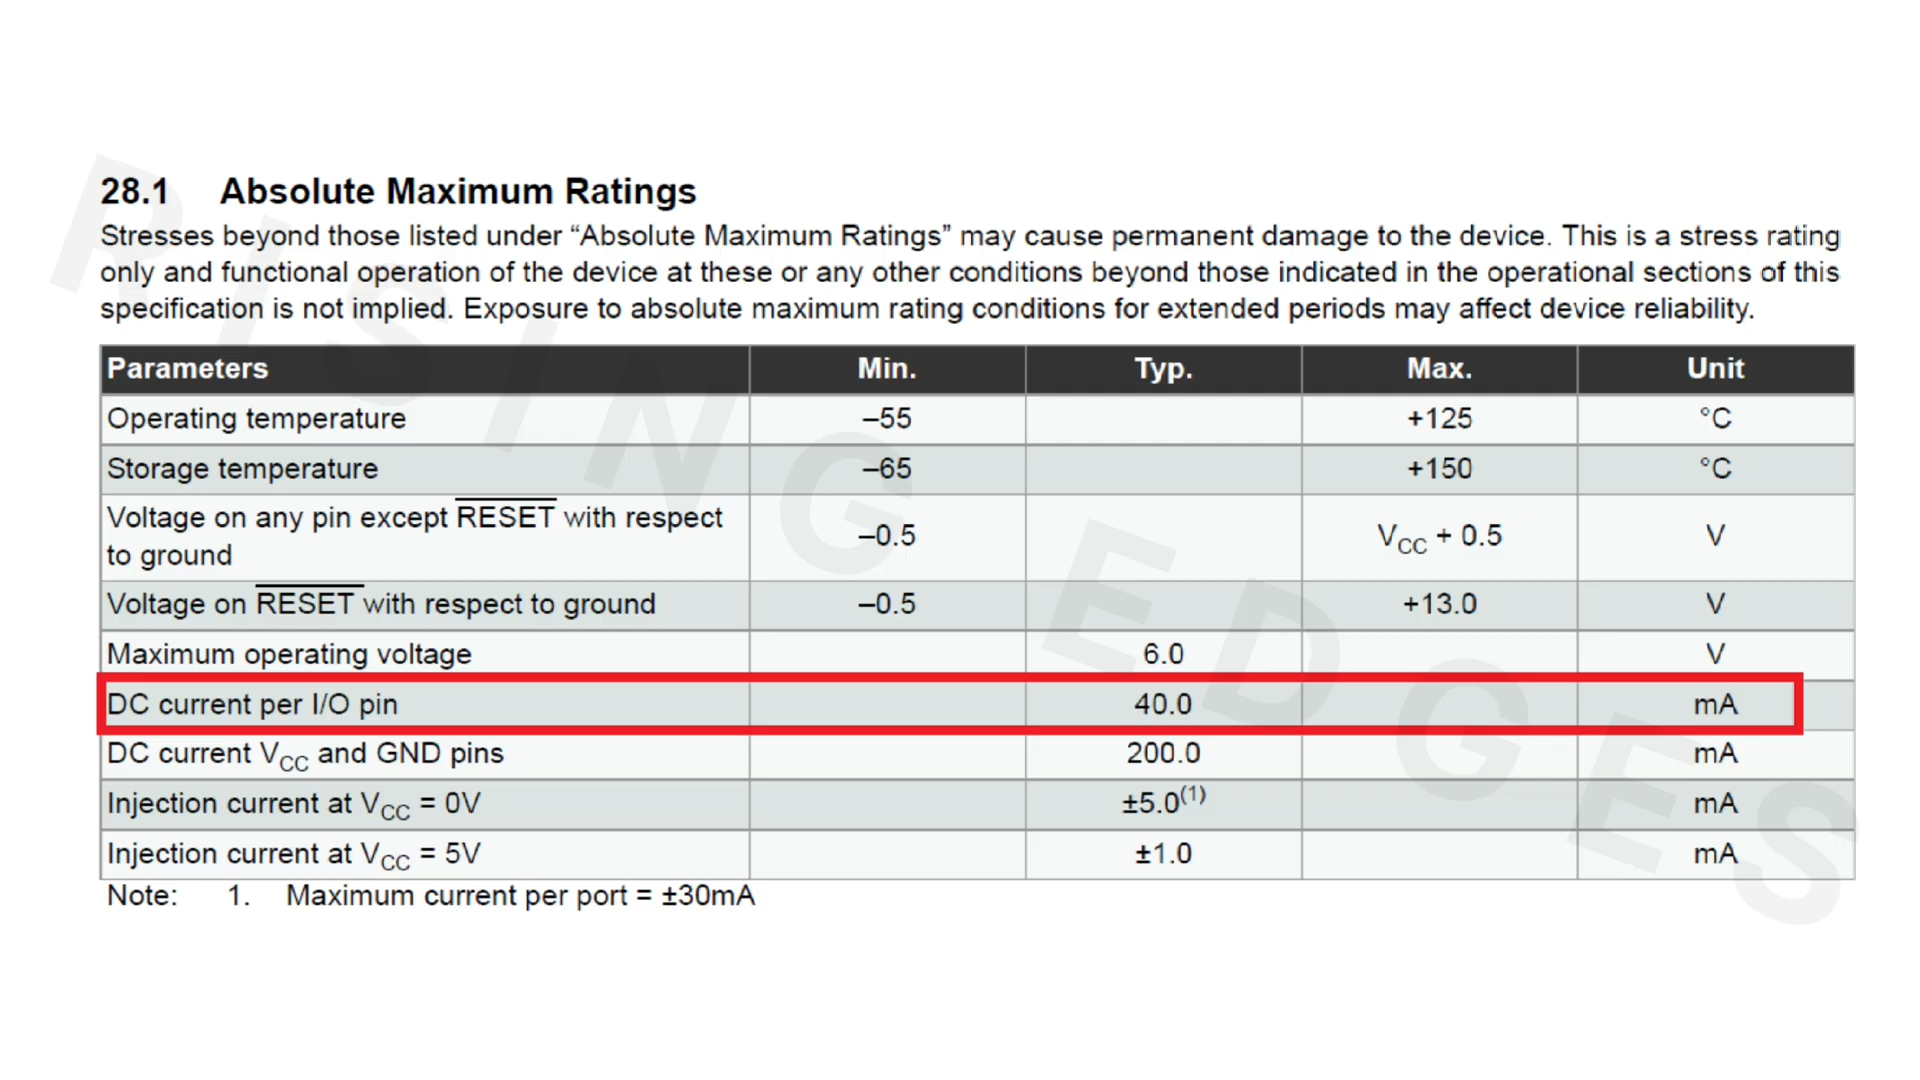 28.1 Absolute Maximum Ratings
Stresses beyond those listed under “Absolute Maximum Ratings” may cause permanent damage to the device. This is a stress rating
only and functional operation of the device at these or any other conditions beyond those indicated in the operational sections of this
specification is not implied. Exposure to absolute maximum rating conditions for extended periods may affect device reliability.
Parameters Min. Typ. Max. Unit
Operating temperature –55 +125 °C
Storage temperature –65 +150 °C
Voltage on any pin except RESET with respect
to ground –0.5 VCC + 0.5 V
Voltage on RESET with respect to ground –0.5 +13.0 V
Maximum operating voltage 6.0 V
DC current per I/O pin 40.0 mA
DC current VCC and GND pins 200.0 mA
Injection current at VCC = 0V ±5.0(1) mA
Injection current at VCC = 5V ±1.0 mA
Note: 1. Maximum current per port = ±30mA
RISING EDGES